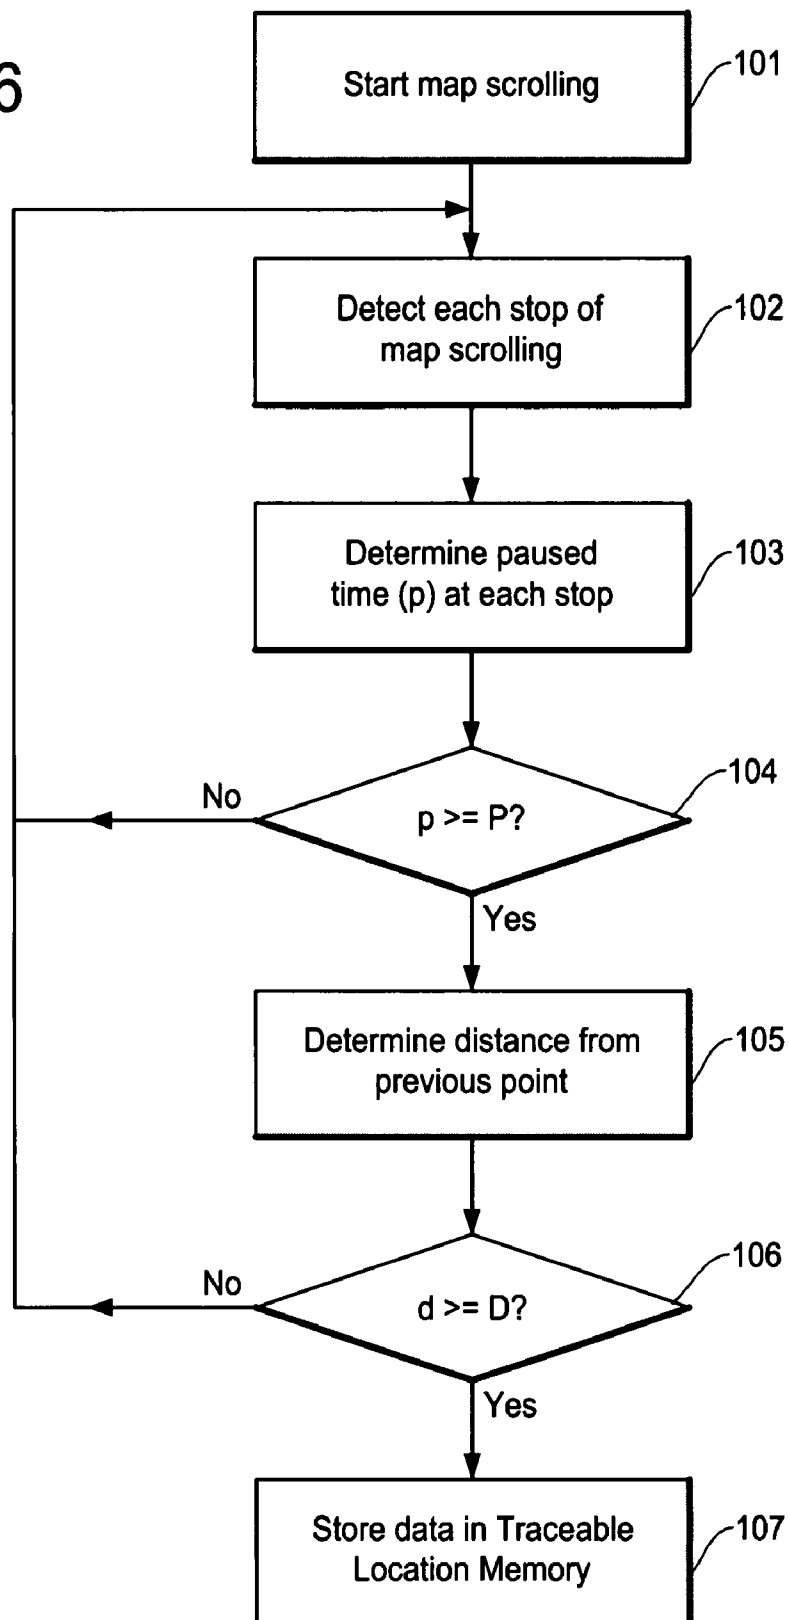 6
Start map scrolling
101
Detect each stop of
map scrolling
102
Determine paused
time (p) at each stop
103
No
p >= P?
104
Yes
Determine distance from
previous point
105
No
d >= D?
106
Yes
Store data in Traceable
Location Memory
107